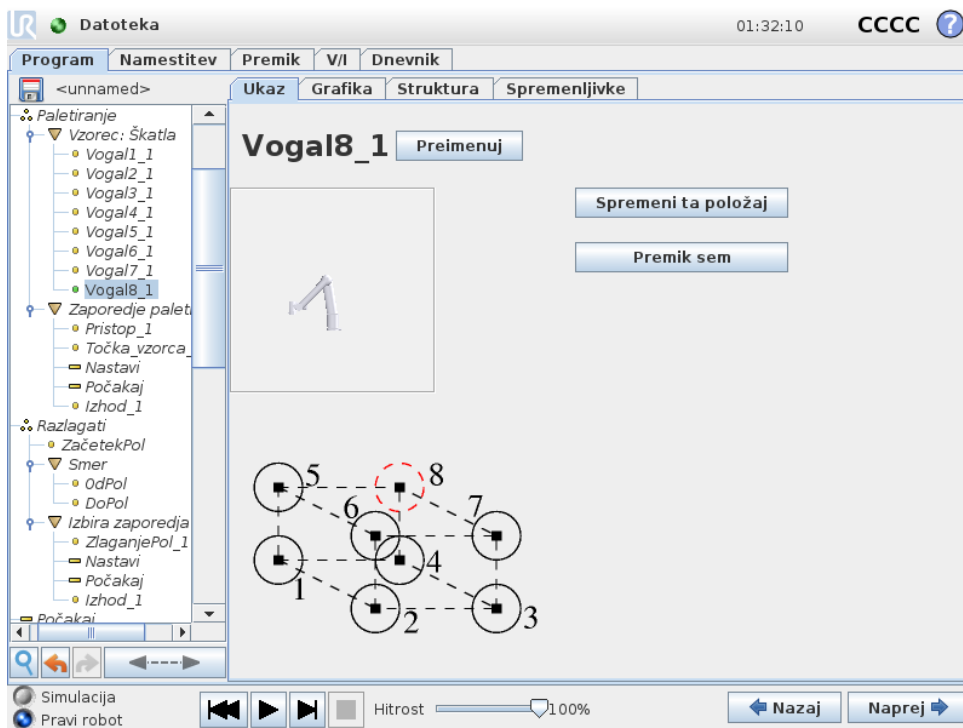 UR Datoteka 01:32:10 CCCC ?
Program Namestitev Premik V/I Dnevnik
<unnamed>
Ukaz Grafika Struktura Spremenljivke
Paletiranje
Vzorec: Škatla
Vogal1_1
Vogal2_1
Vogal3_1
Vogal4_1
Vogal5_1
Vogal6_1
Vogal7_1
Vogal8_1
Zaporedje paleti
Pristop_1
Točka_vzorca_
Nastavi
Počakaj
Izhod_1
Razlagati
ZačetekPol
Smer
OdPol
DoPol
Izbira zaporedja
ZlaganjePol_1
Nastavi
Počakaj
Izhod_1
Počakaj
Vogal8_1 Preimenuj
Spremeni ta položaj
Premik sem
5 8
6 7
1 4
2 3
Simulacija
Pravi robot
Hitrost 100%
Nazaj Naprej